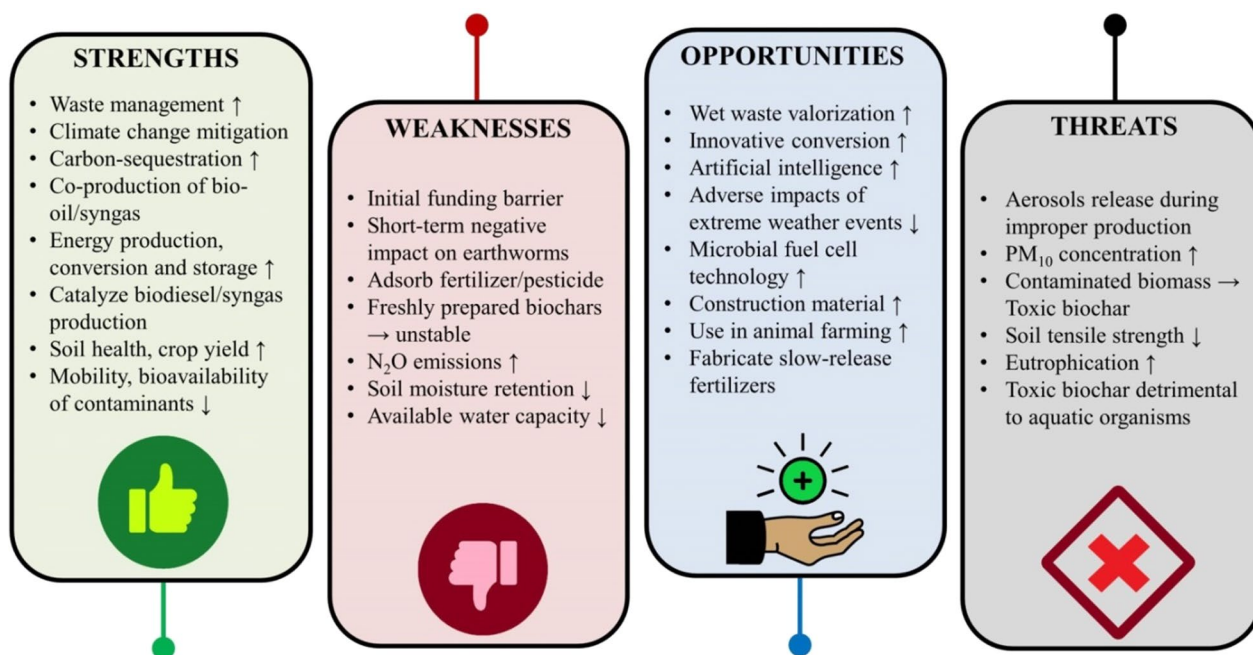 STRENGTHS
• Waste management ↑
• Climate change mitigation
• Carbon-sequestration ↑
• Co-production of bio-
oil/syngas
• Energy production,
conversion and storage ↑
• Catalyze biodiesel/syngas
production
• Soil health, crop yield ↑
• Mobility, bioavailability
of contaminants ↓
WEAKNESSES
• Initial funding barrier
• Short-term negative
impact on earthworms
• Adsorb fertilizer/pesticide
• Freshly prepared biochars
→ unstable
• N₂O emissions ↑
• Soil moisture retention ↓
• Available water capacity ↓
OPPORTUNITIES
• Wet waste valorization ↑
• Innovative conversion ↑
• Artificial intelligence ↑
• Adverse impacts of
extreme weather events ↓
• Microbial fuel cell
technology ↑
• Construction material ↑
• Use in animal farming ↑
• Fabricate slow-release
fertilizers
THREATS
• Aerosols release during
improper production
• PM₁₀ concentration ↑
• Contaminated biomass →
Toxic biochar
• Soil tensile strength ↓
• Eutrophication ↑
• Toxic biochar detrimental
to aquatic organisms